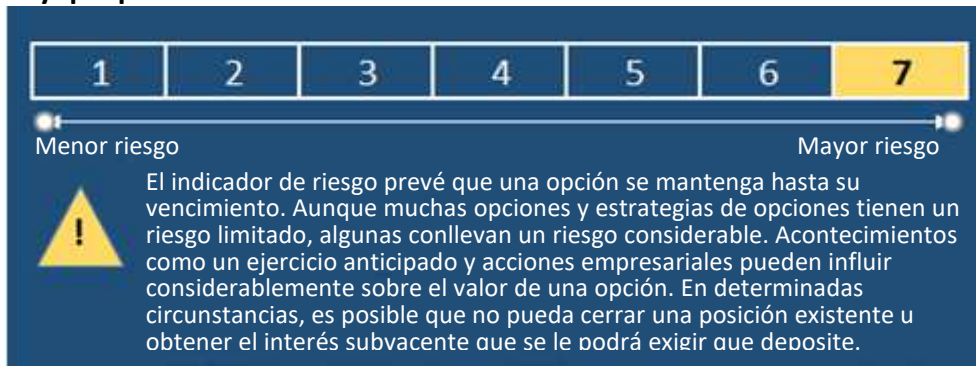 1 2 3 4 5 6 7
Menor riesgo Mayor riesgo
El indicador de riesgo prevé que una opción se mantenga hasta su
vencimiento. Aunque muchas opciones y estrategias de opciones tienen un
! riesgo limitado, algunas conllevan un riesgo considerable. Acontecimientos
como un ejercicio anticipado y acciones empresariales pueden influir
considerablemente sobre el valor de una opción. En determinadas
circunstancias, es posible que no pueda cerrar una posición existente u
obtener el interés subyacente que se le podrá exigir que deposite.